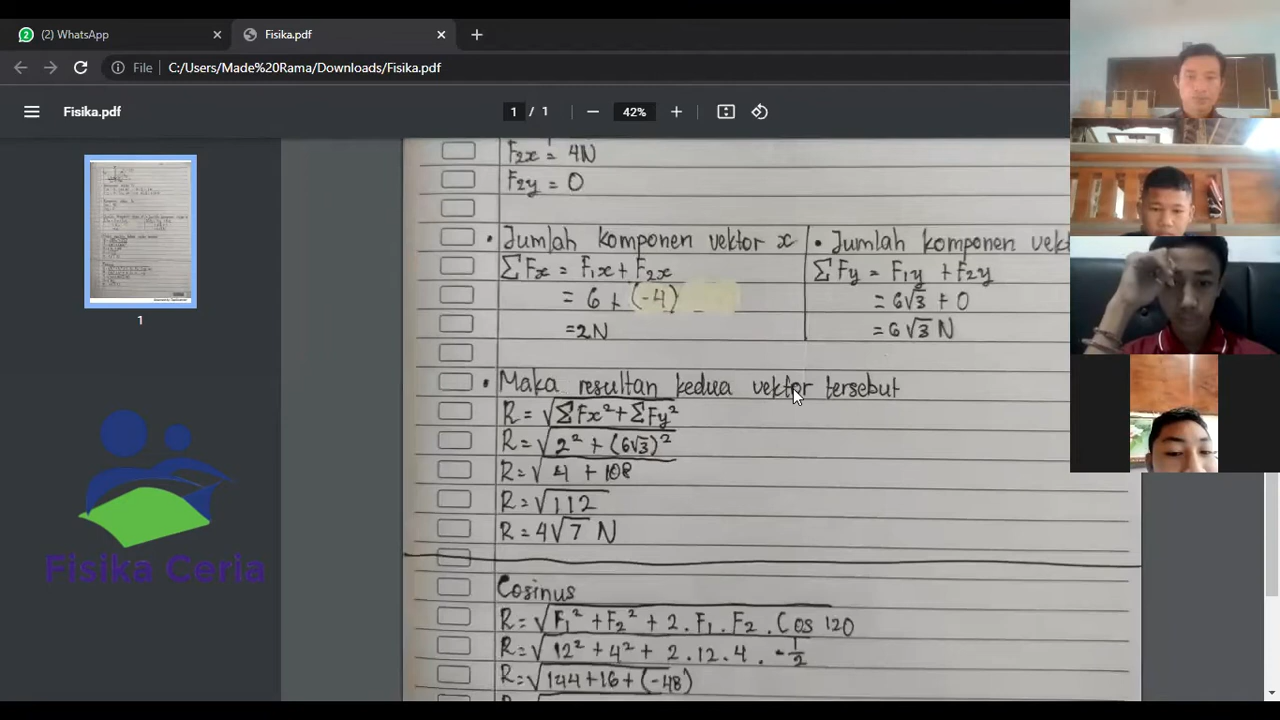 (2) WhatsApp
Fisika.pdf
File
C:/Users/Made%20Rama/Downloads/Fisika.pdf
Fisika.pdf
1 / 1
42%
1
Fisika Ceria
F₂x = 4N
F₂y = 0
• Jumlah komponen vektor x
ΣFx = F₁x + F₂x
= 6 + (-4)
= 2N
• Jumlah komponen
ΣFy = F₁y + F₂y
= 6√3 + 0
= 6√3 N
• Maka resultan kedua vektor tersebut
R = √ΣFx² + ΣFy²
R = √2² + (6√3)²
R = √4 + 108
R = √112
R = 4√7 N
Cosinus
R = √F₁² + F₂² + 2 . F₁ . F₂ . Cos 120
R = √12² + 4² + 2 . 12 . 4 . -1/2
R = √144 + 16 + (-48)